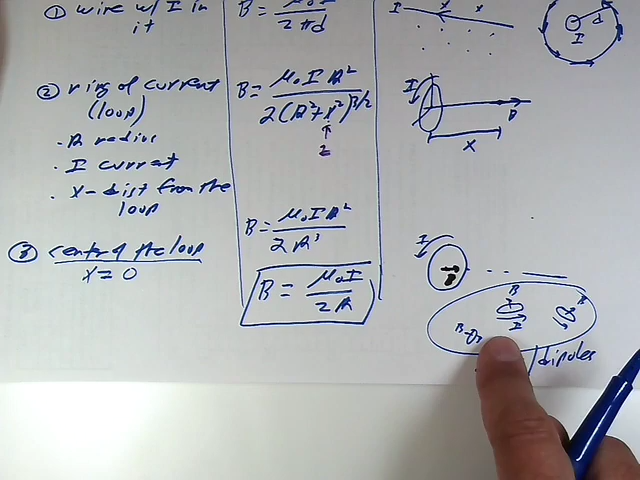 ① wire w/ I in it
B = μ₀I / 2πd
I
x x
d
I
② ring of current (loop)
B = μ₀IR² / 2(R²+x²)^3/2
↑
z
I
B
x
· R radius
· I current
· x-dist from the loop
B = μ₀IR² / 2R³
③ center of the loop
x = 0
B = μ₀I / 2R
I
B
B
I
B
B
dipoles